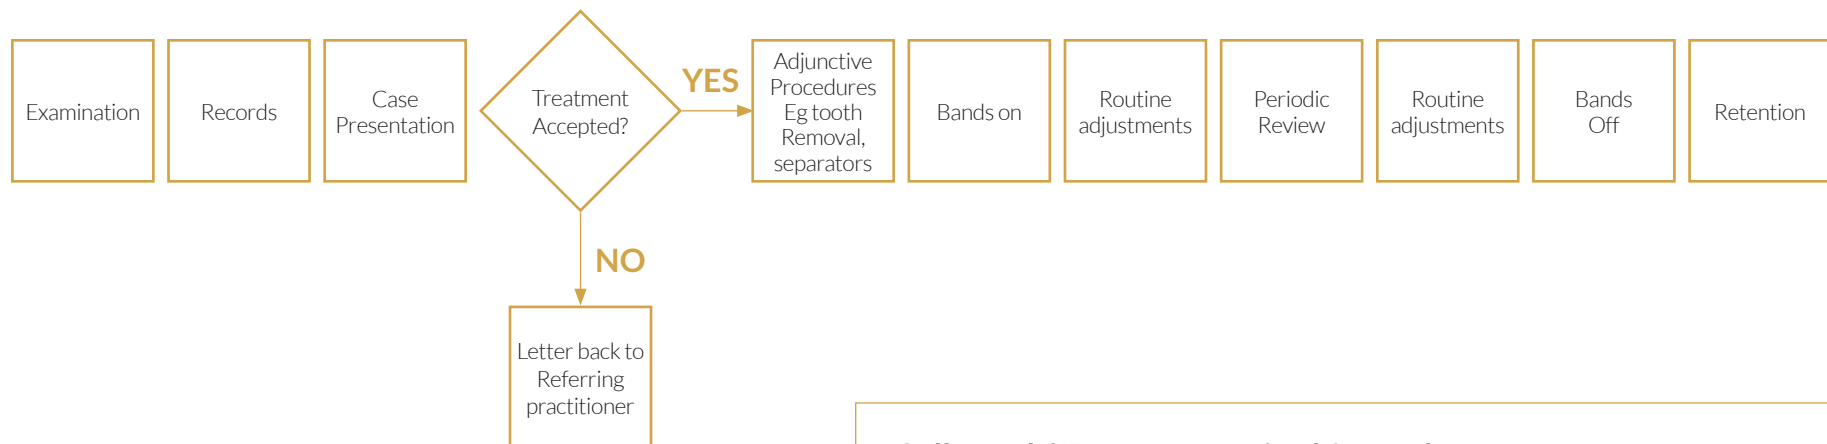 Examination
Records
Case
Presentation
Treatment
Accepted?
YES
Adjunctive
Procedures
Eg tooth
Removal,
separators
Bands on
Routine
adjustments
Periodic
Review
Routine
adjustments
Bands
Off
Retention
NO
Letter back to
Referring
practitioner